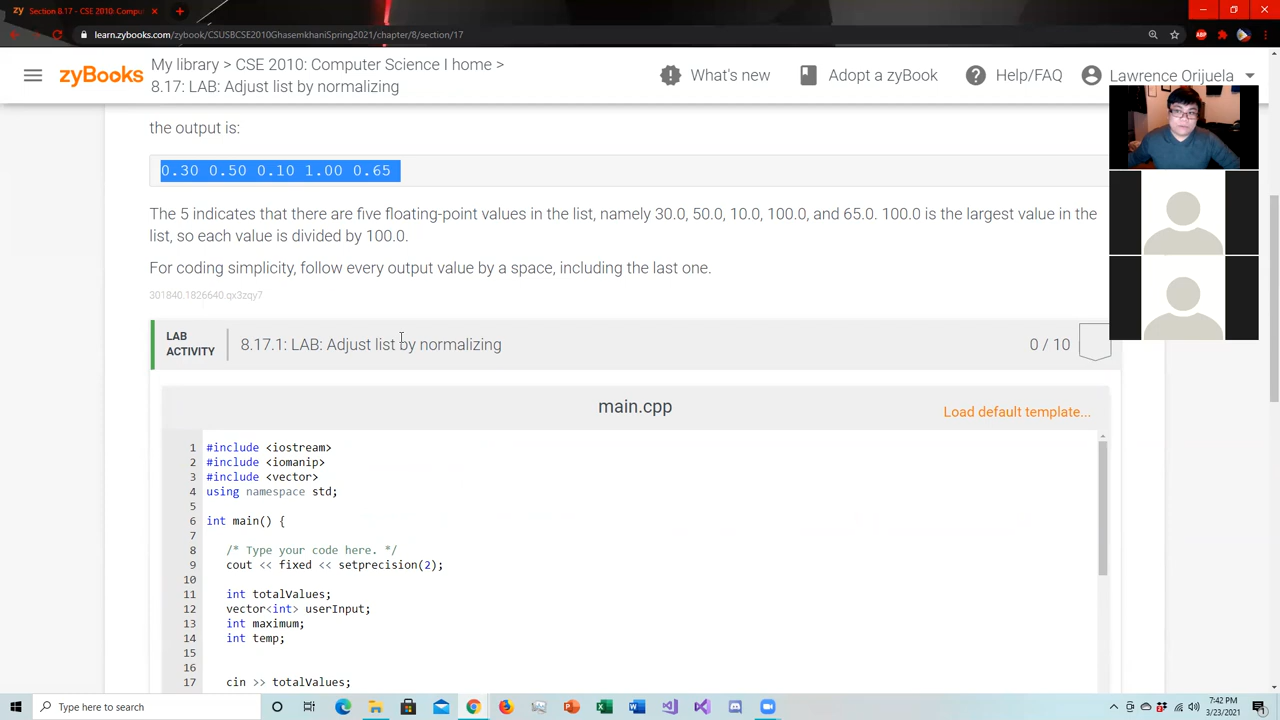 zy Section 8.17 - CSE 2010: Comput
learn.zybooks.com/zybook/CSUSBCSE2010GhasemkhaniSpring2021/chapter/8/section/17
zyBooks
My library > CSE 2010: Computer Science I home >
8.17: LAB: Adjust list by normalizing
What's new
Adopt a zyBook
Help/FAQ
Lawrence Orijuela
the output is:
0.30 0.50 0.10 1.00 0.65
The 5 indicates that there are five floating-point values in the list, namely 30.0, 50.0, 10.0, 100.0, and 65.0. 100.0 is the largest value in the
list, so each value is divided by 100.0.
For coding simplicity, follow every output value by a space, including the last one.
301840.1826640.qx3zqy7
LAB
ACTIVITY
8.17.1: LAB: Adjust list by normalizing
0 / 10
main.cpp
Load default template...
1 #include <iostream>
2 #include <iomanip>
3 #include <vector>
4 using namespace std;
5
6 int main() {
7
8 /* Type your code here. */
9 cout << fixed << setprecision(2);
10
11 int totalValues;
12 vector<int> userInput;
13 int maximum;
14 int temp;
15
16
17 cin >> totalValues;
Type here to search
7:42 PM
3/23/2021